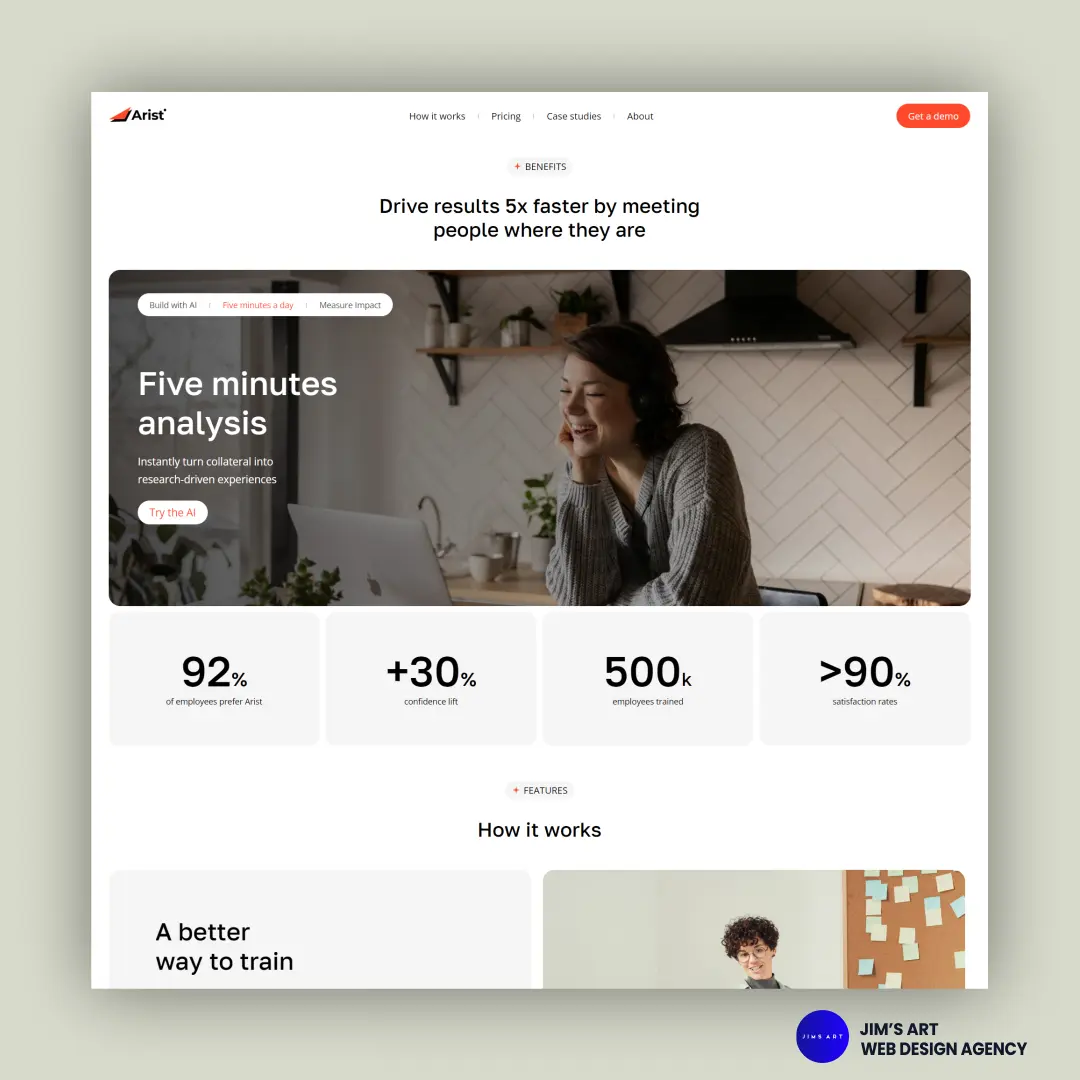 Arist
How it works
Pricing
Case studies
About
Get a demo
+ BENEFITS
Drive results 5x faster by meeting
people where they are
Build with AI
Five minutes a day
Measure Impact
Five minutes
analysis
Instantly turn collateral into
research-driven experiences
Try the AI
92%
of employees prefer Arist
+30%
confidence lift
500k
employees trained
>90%
satisfaction rates
+ FEATURES
How it works
A better
way to train
JIMS ART
JIM'S ART
WEB DESIGN AGENCY